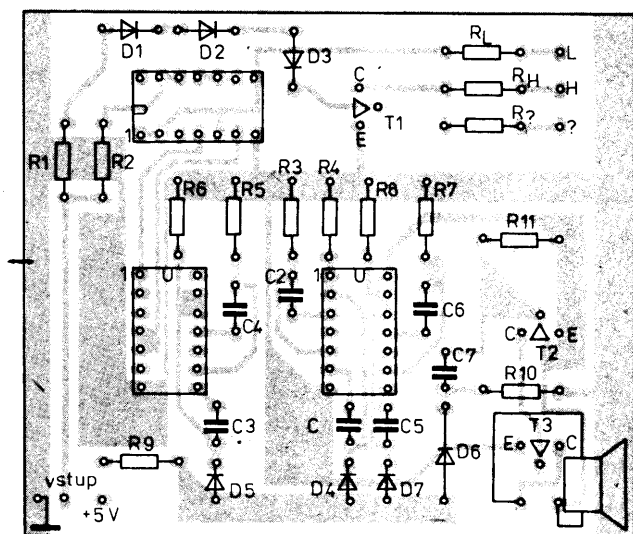 D1 D2 D3 RL L
C RH H
T1 R? ?
1 E
R1 R2
R6 R5 R3 R4 R8 R7
R11
1 U C2 1 U
C4 C6
C E
T2
C7
R10
C3 C C5 T3
R9 D6 E C
vstup D5 D4 D7
+5V